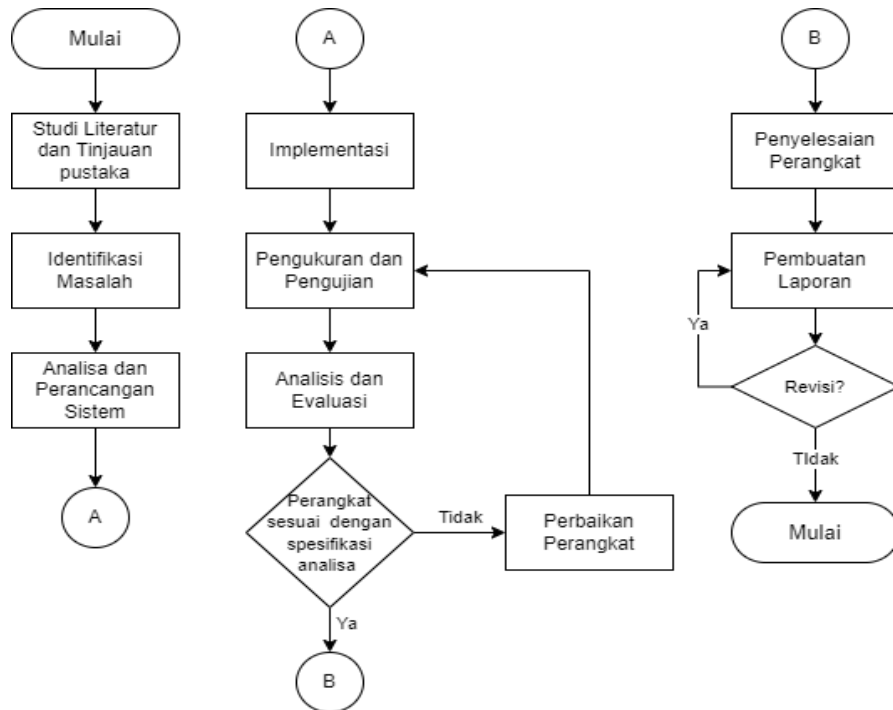 Mulai
Studi Literatur
dan Tinjauan
pustaka
Identifikasi
Masalah
Analisa dan
Perancangan
Sistem
A
A
Implementasi
Pengukuran dan
Pengujian
Analisis dan
Evaluasi
Perangkat
sesuai dengan
spesifikasi
analisa
Tidak
Perbaikan
Perangkat
Ya
B
B
Penyelesaian
Perangkat
Pembuatan
Laporan
Ya
Revisi?
TIdak
Mulai